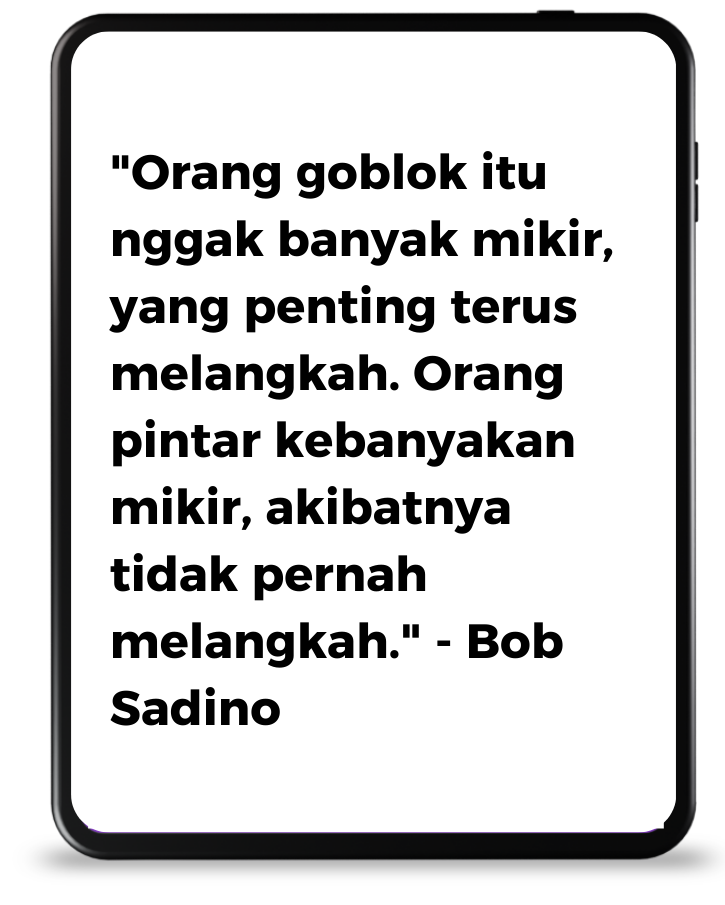 "Orang goblok itu
nggak banyak mikir,
yang penting terus
melangkah. Orang
pintar kebanyakan
mikir, akibatnya
tidak pernah
melangkah." - Bob
Sadino